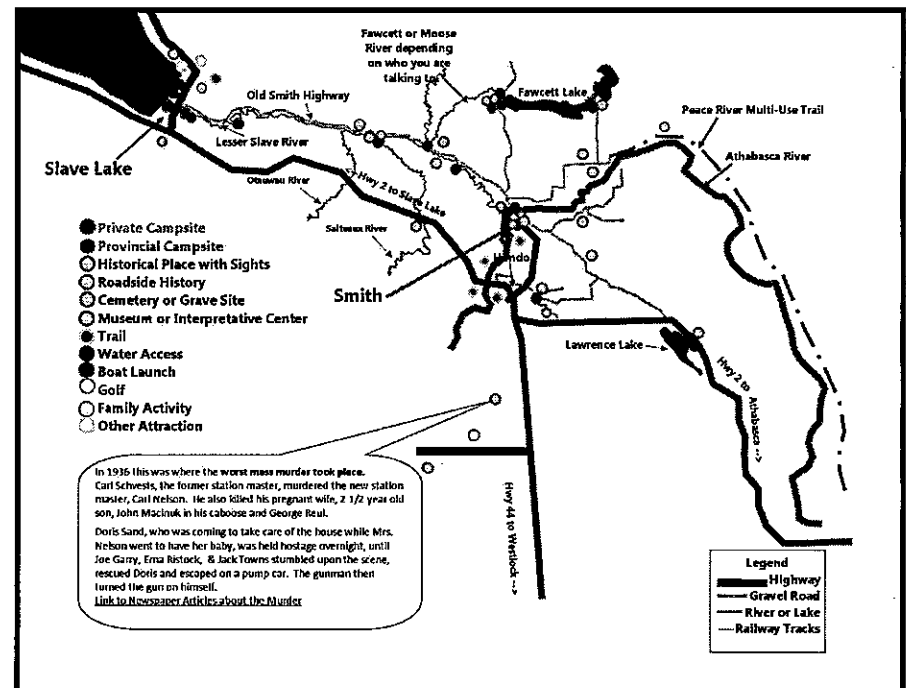 Fawcett or Moose
River depending
on who you are
talking to
Fawcett Lake
Peace River Multi-Use Trail
Old Smith Highway
Athabasca River
Lesser Slave River
Slave Lake
Hwy 2 to Slave Lake
Salteaux River
Smith
Private Campsite
Provincial Campsite
Historical Place with Sights
Roadside History
Cemetery or Grave Site
Museum or Interpretative Center
Trail
Water Access
Boat Launch
Golf
Family Activity
Other Attraction
Lawrence Lake
Hwy 2 to
Athabasca -->
In 1936 this was where the worst mass murder took place.
Carl Schvests, the former station master, murdered the new station
master, Carl Nelson. He also killed his pregnant wife, 2 1/2 year old
son, John Macinuk in his caboose and George Reul.
Doris Sand, who was coming to take care of the house while Mrs.
Nelson went to have her baby, was held hostage overnight, until
Joe Garry, Erna Ristock, & Jack Towns stumbled upon the scene,
rescued Doris and escaped on a pump car. The gunman then
turned the gun on himself.
Link to Newspaper Articles about the Murder
Hwy 44 to Westlock -->
Legend
Highway
Gravel Road
River or Lake
Railway Tracks